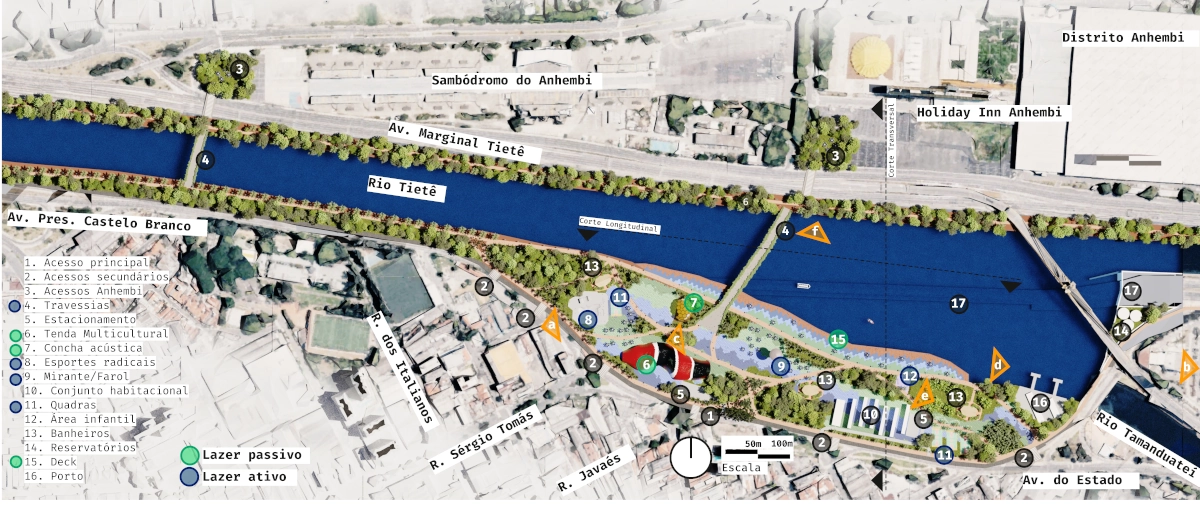 Distrito Anhembi
3
Sambódromo do Anhembi
Holiday Inn Anhembi
Corte Transversal
Av. Marginal Tietê
3
4
Rio Tietê
6
Av. Pres. Castelo Branco
Corte Longitudinal
4
f
1. Acesso principal
2. Acessos secundários
3. Acessos Anhembi
4. Travessias
5. Estacionamento
6. Tenda Multicultural
7. Concha acústica
8. Esportes radicais
9. Mirante/Farol
10. Conjunto habitacional
11. Quadras
12. Área infantil
13. Banheiros
14. Reservatórios
15. Deck
16. Porto
13
2
11
7
17
17
2
8
a
14
R. dos Italianos
c
15
2
6
9
d
b
5
13
12
e
13
16
1
10
5
R. Sérgio Tomás
Rio Tamanduateí
2
11
2
Lazer passivo
Lazer ativo
R. Javaés
50m 100m
Escala
Av. do Estado